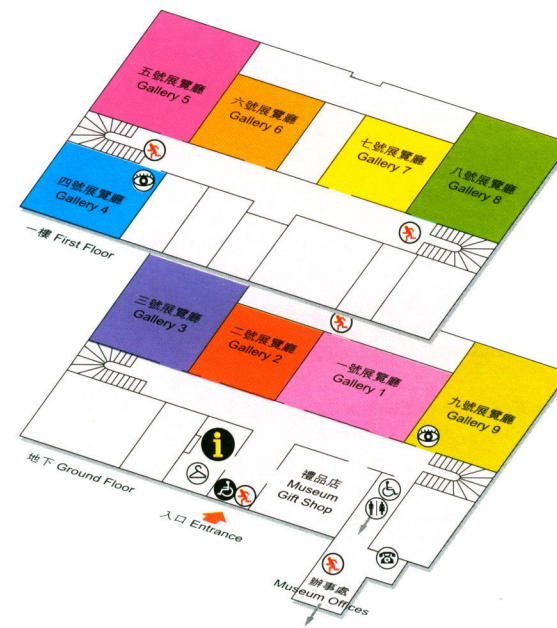 五號展覽廳
Gallery 5
六號展覽廳
Gallery 6
七號展覽廳
Gallery 7
八號展覽廳
Gallery 8
四號展覽廳
Gallery 4
一樓 First Floor
三號展覽廳
Gallery 3
二號展覽廳
Gallery 2
一號展覽廳
Gallery 1
九號展覽廳
Gallery 9
地下 Ground Floor
i
禮品店
Museum
Gift Shop
入口 Entrance
辦事處
Museum Offices